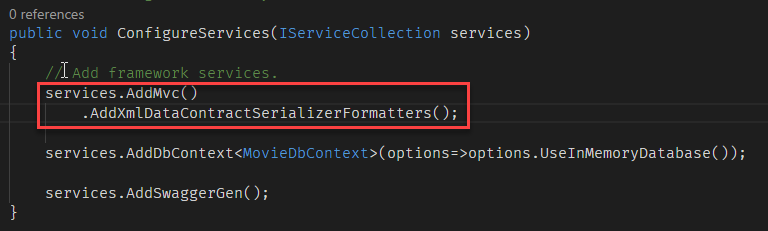 0 references
public void ConfigureServices(IServiceCollection services)
{
// Add framework services.
services.AddMvc()
.AddXmlDataContractSerializerFormatters();
services.AddDbContext<MovieDbContext>(options=>options.UseInMemoryDatabase());
services.AddSwaggerGen();
}